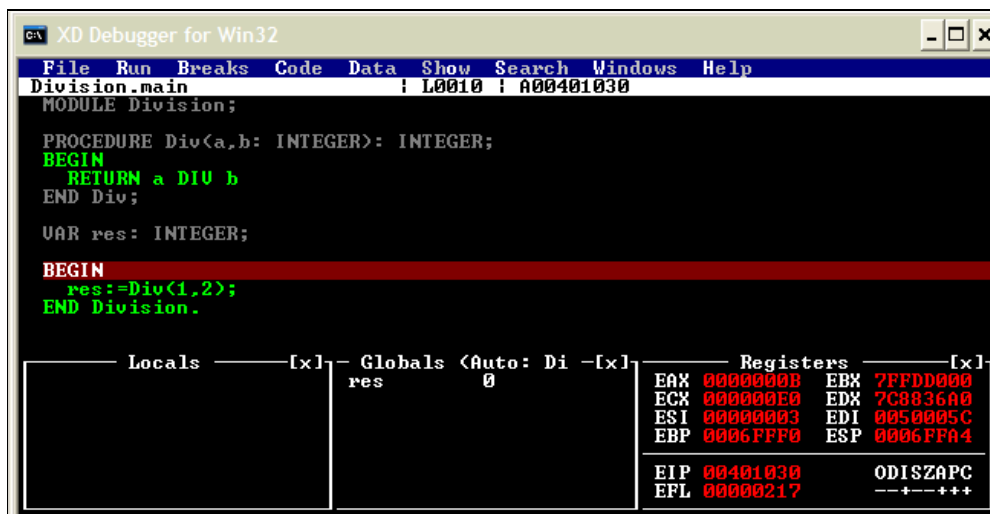 XD Debugger for Win32
File Run Breaks Code Data Show Search Windows Help
Division.main | L0010 | A00401030
MODULE Division;
PROCEDURE Div(a,b: INTEGER): INTEGER;
BEGIN
RETURN a DIV b
END Div;
VAR res: INTEGER;
BEGIN
res:=Div(1,2);
END Division.
Locals [x] Globals (Auto: Di [x] Registers [x]
res 0
EAX 0000000B EBX 7FFDD000
ECX 000000E0 EDX 7C8836A0
ESI 00000003 EDI 0050005C
EBP 0006FFF0 ESP 0006FFA4
EIP 00401030 ODISZAPC
EFL 00000217 --+--+++